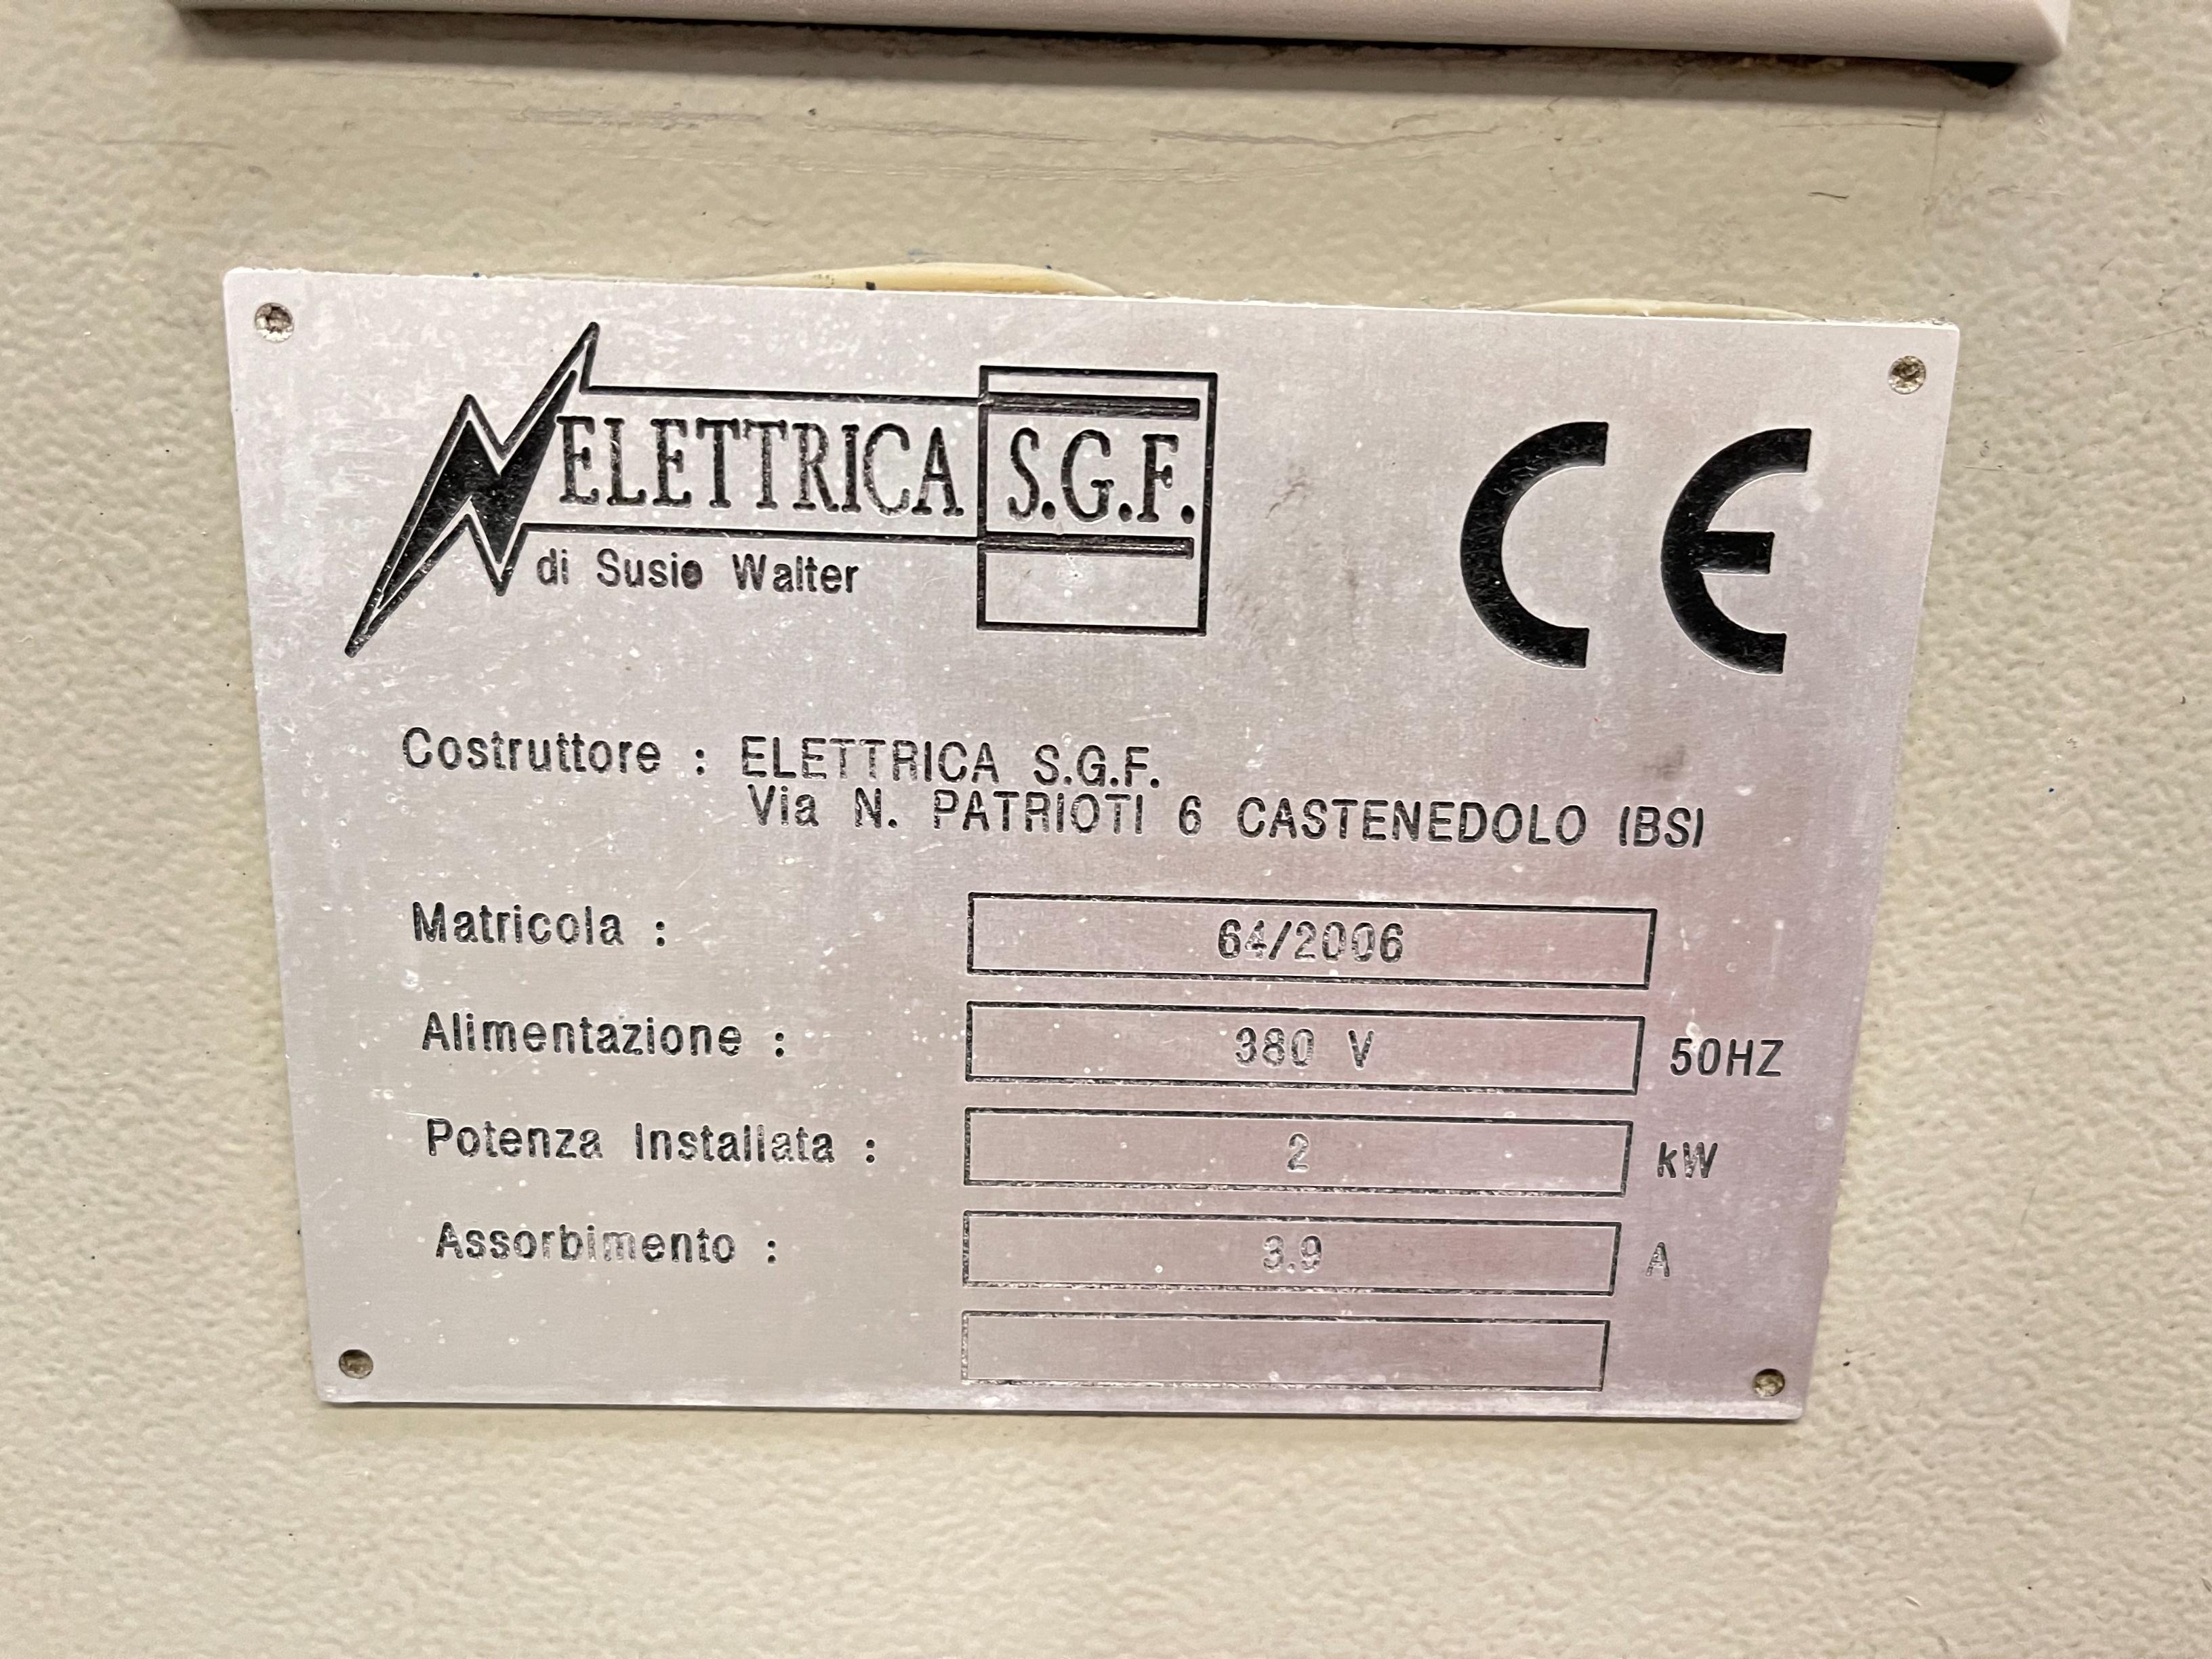 ELETTRICA S.G.F.
di Susio Walter
CE
Costruttore : ELETTRICA S.G.F.
Via N. PATRIOTI 6 CASTENEDOLO (BS)
Matricola : 64/2006
Alimentazione : 380 V 50HZ
Potenza Installata : 2 kW
Assorbimento : 3.9 A